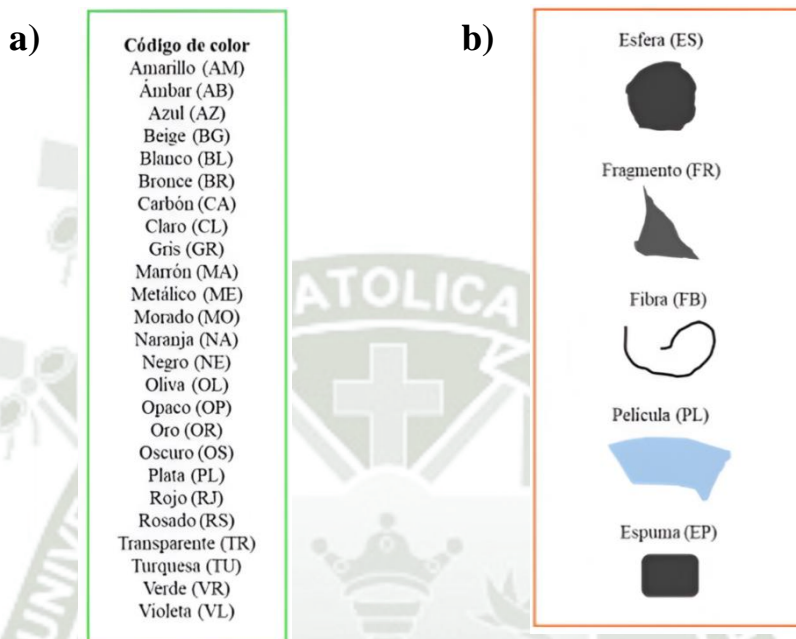 a)
Código de color
Amarillo (AM)
Ámbar (AB)
Azul (AZ)
Beige (BG)
Blanco (BL)
Bronce (BR)
Carbón (CA)
Claro (CL)
Gris (GR)
Marrón (MA)
Metálico (ME)
Morado (MO)
Naranja (NA)
Negro (NE)
Oliva (OL)
Opaco (OP)
Oro (OR)
Oscuro (OS)
Plata (PL)
Rojo (RJ)
Rosado (RS)
Transparente (TR)
Turquesa (TU)
Verde (VR)
Violeta (VL)
b)
Esfera (ES)
Fragmento (FR)
Fibra (FB)
Película (PL)
Espuma (EP)
ATOLICA
UNIVE